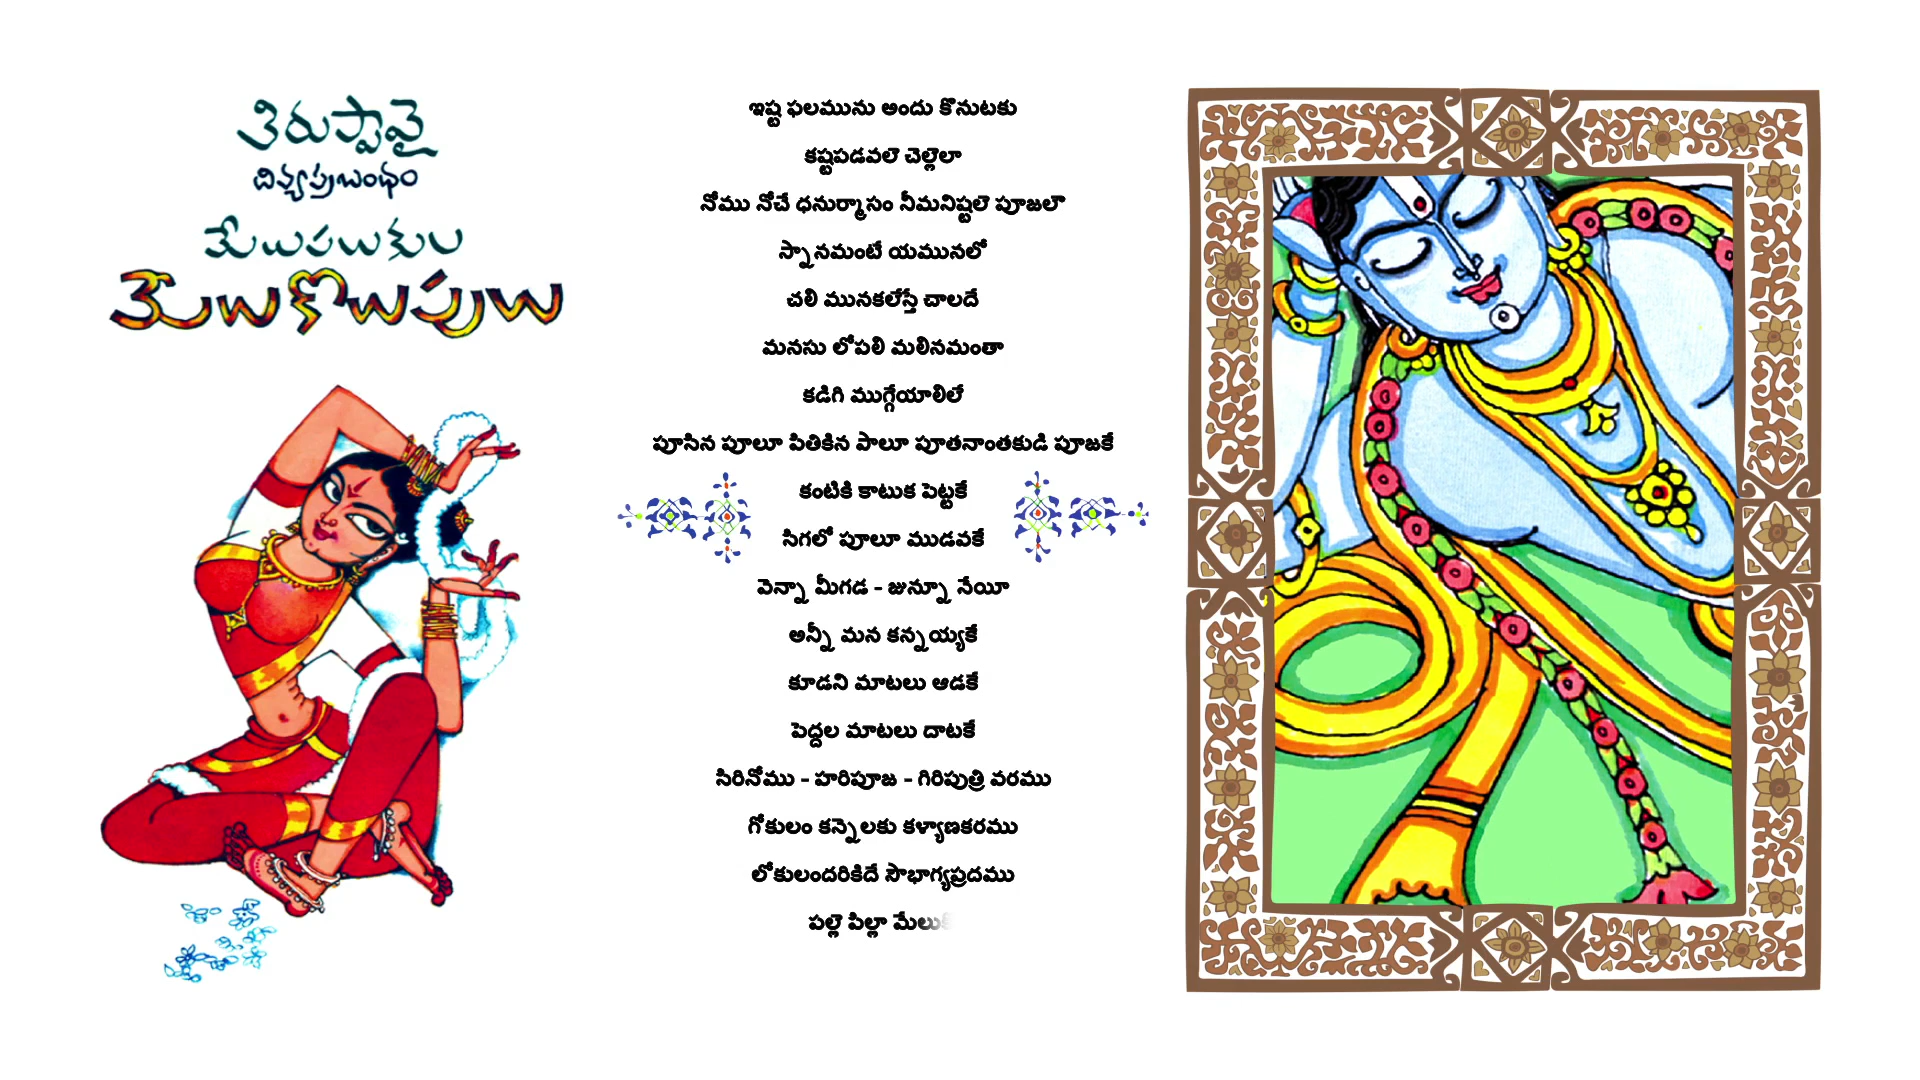 తిరుప్పావై
దివ్యప్రబంధం
మేలుపలుకుల
మేలుకొలుపులు
ఇష్ట ఫలమును అందు కొనుటకు
కష్టపడవలె చెల్లెలా
నోము నోచే ధనుర్మాసం నీమనిష్టలె పూజలౌ
స్నానమంటే యమునలో
చలి మునకలేస్తే చాలదే
మనసు లోపలి మలినమంతా
కడిగి ముగ్గేయాలిలే
పూసిన పూలూ పితికిన పాలూ పూతనాంతకుడి పూజకే
కంటికి కాటుక పెట్టకే
సిగలో పూలూ ముడవకే
వెన్నా మీగడ - జున్నూ నేయీ
అన్నీ మన కన్నయ్యకే
కూడని మాటలు ఆడకే
పెద్దల మాటలు దాటకే
సిరినోము - హరిపూజ - గిరిపుత్రి వరము
గోకులం కన్నెలకు కళ్యాణకరము
లోకులందరికిదే సౌభాగ్యప్రదము
పల్లె పిల్లా మేలుకో